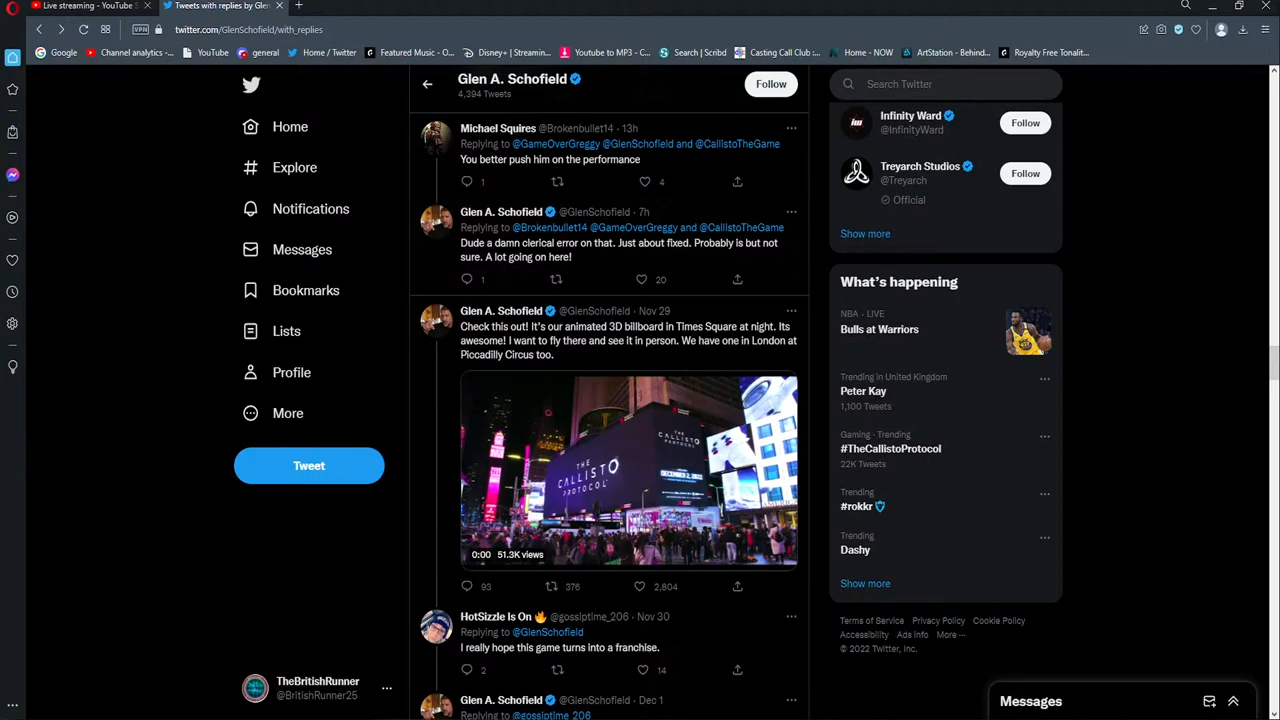 Live streaming - YouTube S
Tweets with replies by Glen
VPN
twitter.com/GlenSchofield/with_replies
Google
Channel analytics -...
YouTube
general
Home / Twitter
Featured Music - O...
Disney+ | Streamin...
Youtube to MP3 - C...
Search | Scribd
Casting Call Club :...
Home - NOW
ArtStation - Behind...
Royalty Free Tonalit...
Home
Explore
Notifications
Messages
Bookmarks
Lists
Profile
More
Tweet
TheBritishRunner
@BritishRunner25
Glen A. Schofield
4,394 Tweets
Follow
Michael Squires @Brokenbullet14 · 13h
Replying to @GameOverGreggy @GlenSchofield and @CallistoTheGame
You better push him on the performance
1 4
Glen A. Schofield @GlenSchofield · 7h
Replying to @Brokenbullet14 @GameOverGreggy and @CallistoTheGame
Dude a damn clerical error on that. Just about fixed. Probably is but not
sure. A lot going on here!
1 20
Glen A. Schofield @GlenSchofield · Nov 29
Check this out! It's our animated 3D billboard in Times Square at night. Its
awesome! I want to fly there and see it in person. We have one in London at
Piccadilly Circus too.
THE
CALLISTO
PROTOCOL
THE
CALLISTO
PROTOCOL
DECEMBER 2, 2022
0:00 51.3K views
93 376 2,804
HotSizzle Is On 🔥 @gossiptime_206 · Nov 30
Replying to @GlenSchofield
I really hope this game turns into a franchise.
2 14
Glen A. Schofield @GlenSchofield · Dec 1
Replying to @gossiptime_206
Search Twitter
Infinity Ward
@InfinityWard
Follow
Treyarch Studios
@Treyarch
Official
Follow
Show more
What's happening
NBA · LIVE
Bulls at Warriors
Trending in United Kingdom
Peter Kay
1,100 Tweets
Gaming · Trending
#TheCallistoProtocol
22K Tweets
Trending
#rokkr
Trending
Dashy
Show more
Terms of Service Privacy Policy Cookie Policy
Accessibility Ads info More ···
© 2022 Twitter, Inc.
Messages